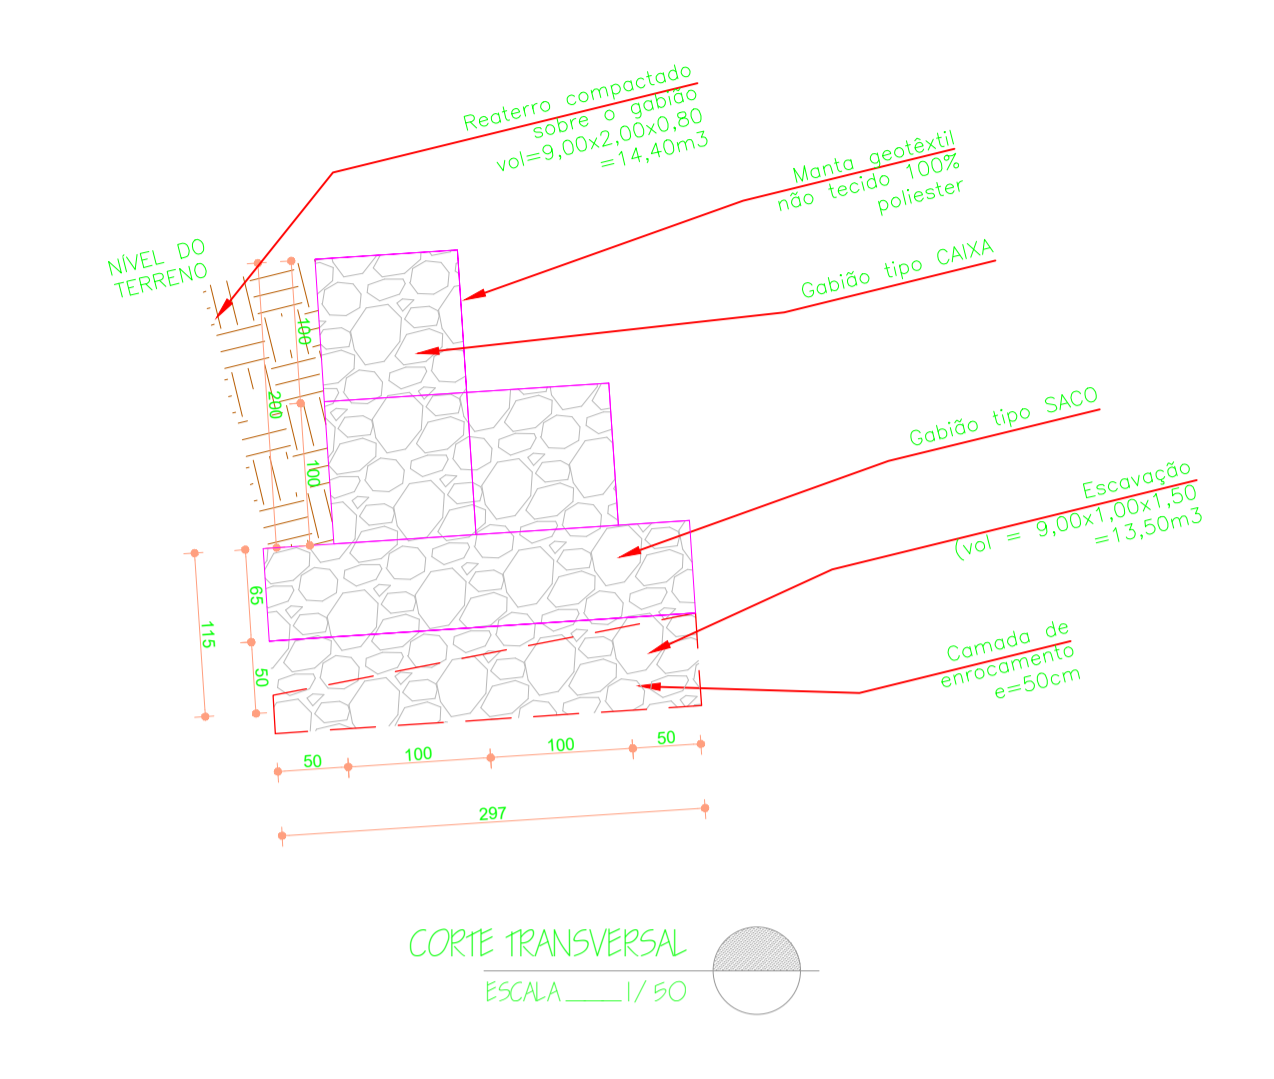 Reaterro compactado
sobre o gabião
vol=9,00x2,00x0,80
=14,40m3
Manta geotêxtil
não tecido 100%
poliester
NÍVEL DO
TERRENO
Gabião tipo CAIXA
100
200
100
Gabião tipo SACO
Escavação
(vol = 9,00x1,00x1,50
=13,50m3
65
115
50
Camada de
enrocamento
e=50cm
50
100
100
50
297
CORTE TRANSVERSAL
ESCALA_____1/50